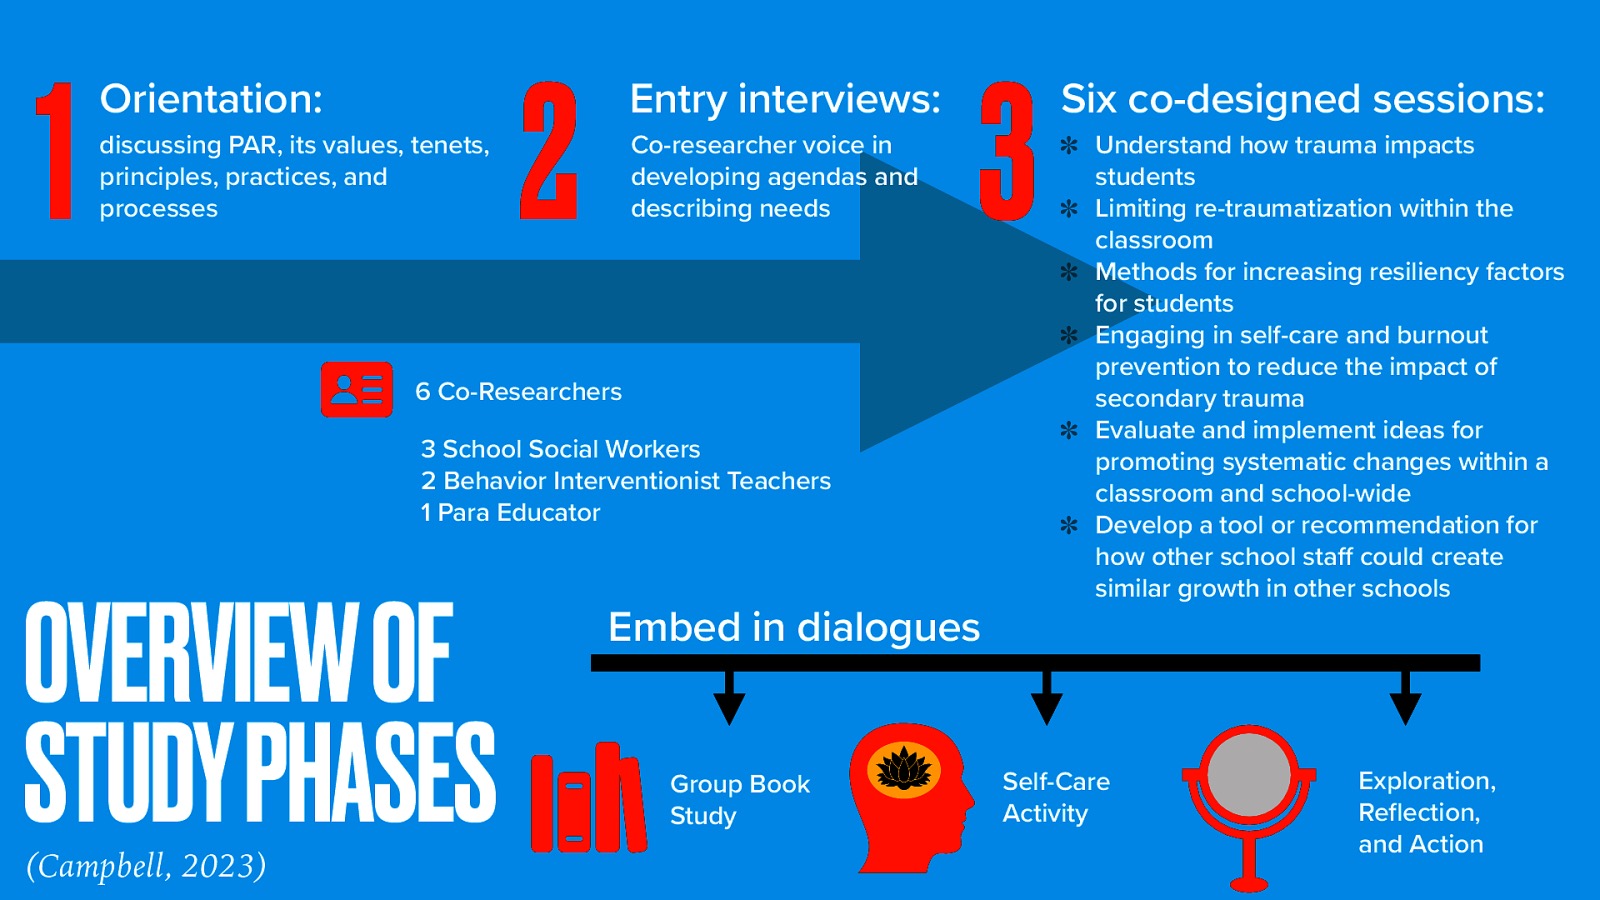 1
Orientation:
discussing PAR, its values, tenets,
principles, practices, and
processes
2
Entry interviews:
Co-researcher voice in
developing agendas and
describing needs
3
Six co-designed sessions:
✻ Understand how trauma impacts
students
✻ Limiting re-traumatization within the
classroom
✻ Methods for increasing resiliency factors
for students
✻ Engaging in self-care and burnout
prevention to reduce the impact of
secondary trauma
✻ Evaluate and implement ideas for
promoting systematic changes within a
classroom and school-wide
✻ Develop a tool or recommendation for
how other school staff could create
similar growth in other schools
6 Co-Researchers
3 School Social Workers
2 Behavior Interventionist Teachers
1 Para Educator
OVERVIEW OF
STUDY PHASES
(Campbell, 2023)
Embed in dialogues
Group Book
Study
Self-Care
Activity
Exploration,
Reflection,
and Action